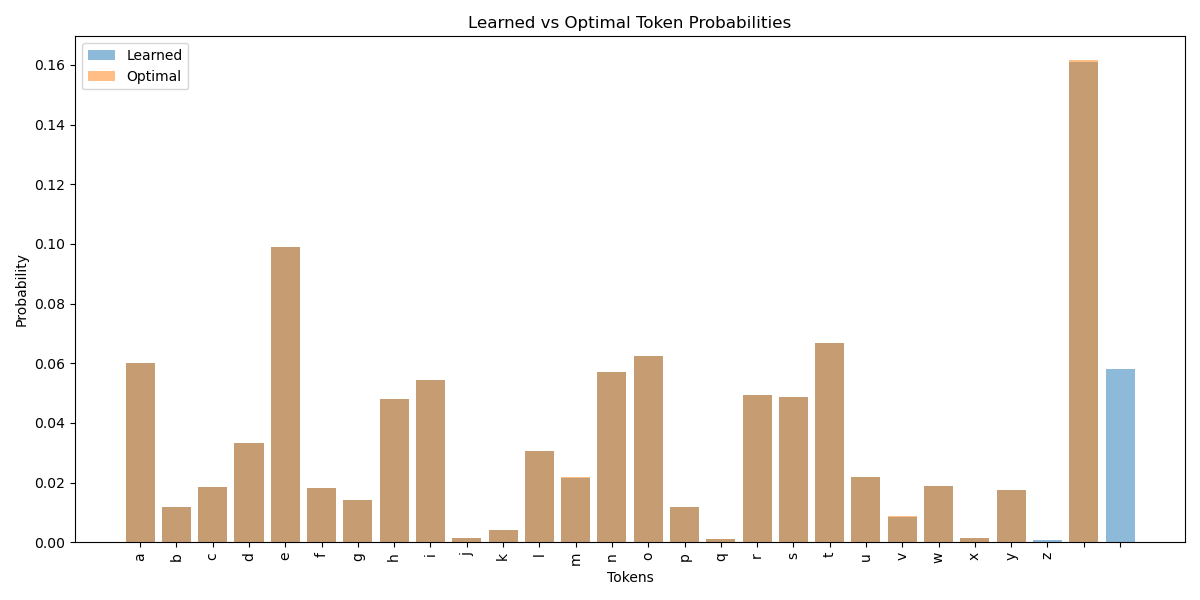 Learned vs Optimal Token Probabilities
Learned
Optimal
0.16
0.14
0.12
0.10
0.08
0.06
0.04
0.02
0.00
Probability
a b c d e f g h i j k l m n o p q r s t u v w x y z
Tokens